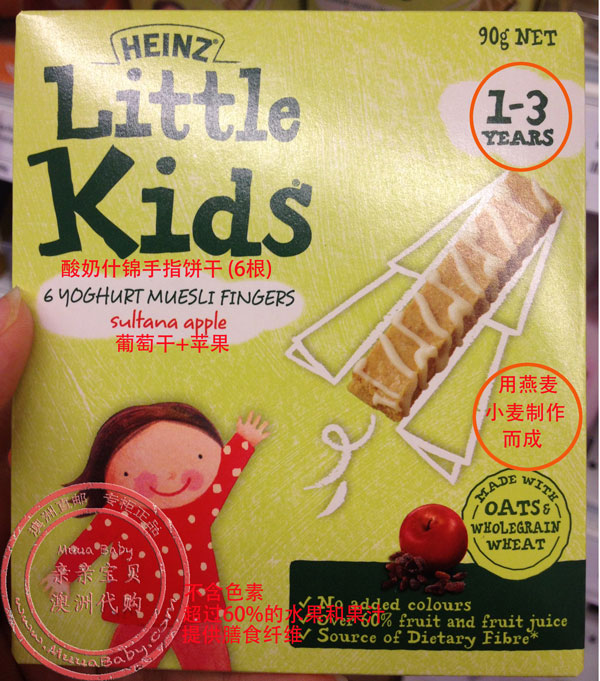 HEINZ
90g NET
Little
Kids
1-3
YEARS
酸奶什锦手指饼干 (6根)
6 YOGHURT MUESLI FINGERS
sultana apple
葡萄干+苹果
用燕麦
小麦制作
而成
MADE WITH
OATS &
WHOLEGRAIN
WHEAT
澳洲直邮 专柜正品
Muua Baby
亲亲宝贝
澳洲代购
www.MuuaBaby.com
不含色素
超过60%的水果和果汁
提供膳食纤维
✓ No added colours
✓ Over 60% fruit and fruit juice
✓ Source of Dietary Fibre*